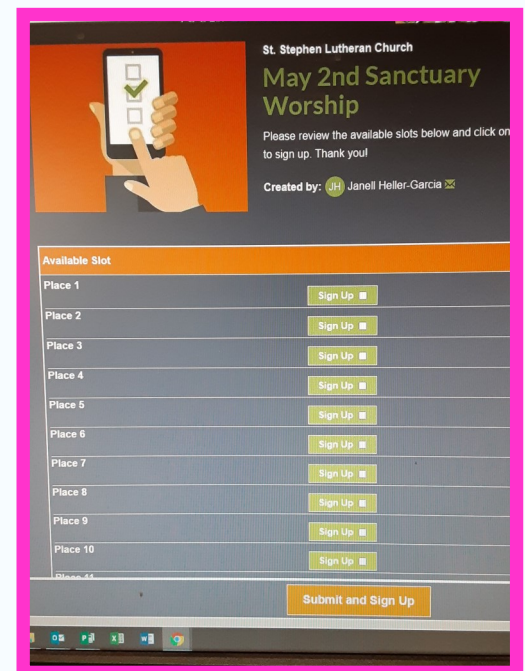 St. Stephen Lutheran Church
May 2nd Sanctuary
Worship
Please review the available slots below and click on
to sign up. Thank you!
Created by: JH Janell Heller-Garcia
Available Slot
Place 1 Sign Up
Place 2 Sign Up
Place 3 Sign Up
Place 4 Sign Up
Place 5 Sign Up
Place 6 Sign Up
Place 7 Sign Up
Place 8 Sign Up
Place 9 Sign Up
Place 10 Sign Up
Place 11
Submit and Sign Up